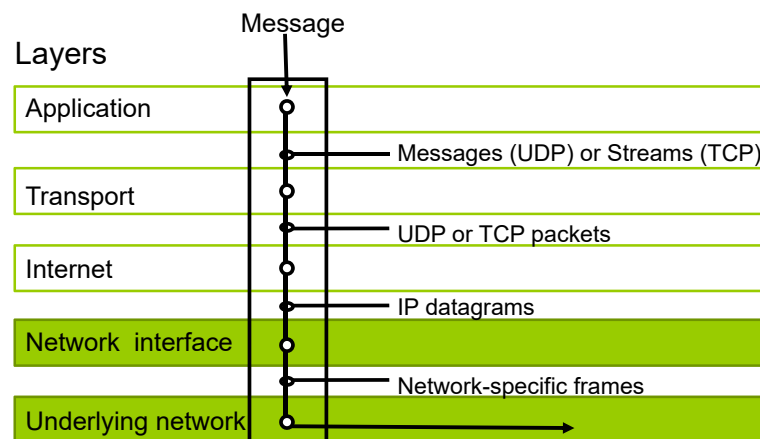 Message
Layers
Application
Messages (UDP) or Streams (TCP)
Transport
UDP or TCP packets
Internet
IP datagrams
Network interface
Network-specific frames
Underlying network